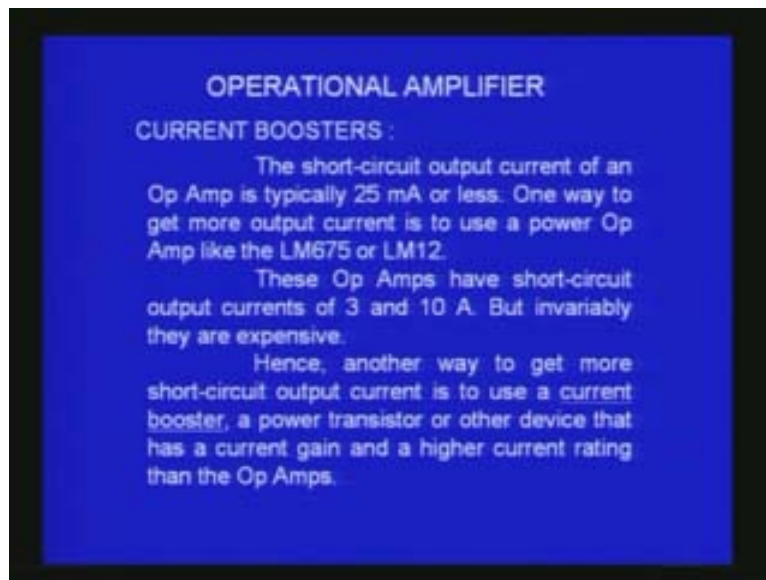 OPERATIONAL AMPLIFIER
CURRENT BOOSTERS :
The short-circuit output current of an
Op Amp is typically 25 mA or less. One way to
get more output current is to use a power Op
Amp like the LM675 or LM12.
These Op Amps have short-circuit
output currents of 3 and 10 A. But invariably
they are expensive.
Hence, another way to get more
short-circuit output current is to use a current
booster, a power transistor or other device that
has a current gain and a higher current rating
than the Op Amps.